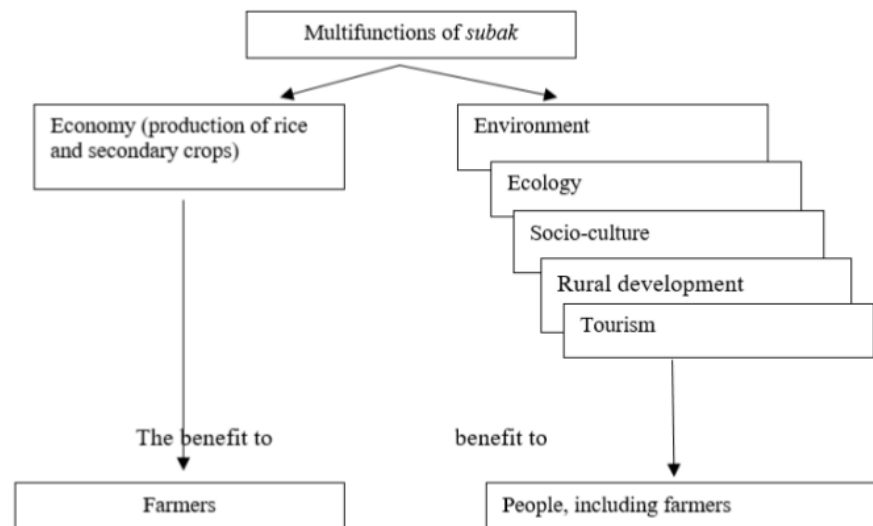 Multifunctions of subak
Economy (production of rice
and secondary crops)
Environment
Ecology
Socio-culture
Rural development
Tourism
The benefit to
benefit to
Farmers
People, including farmers